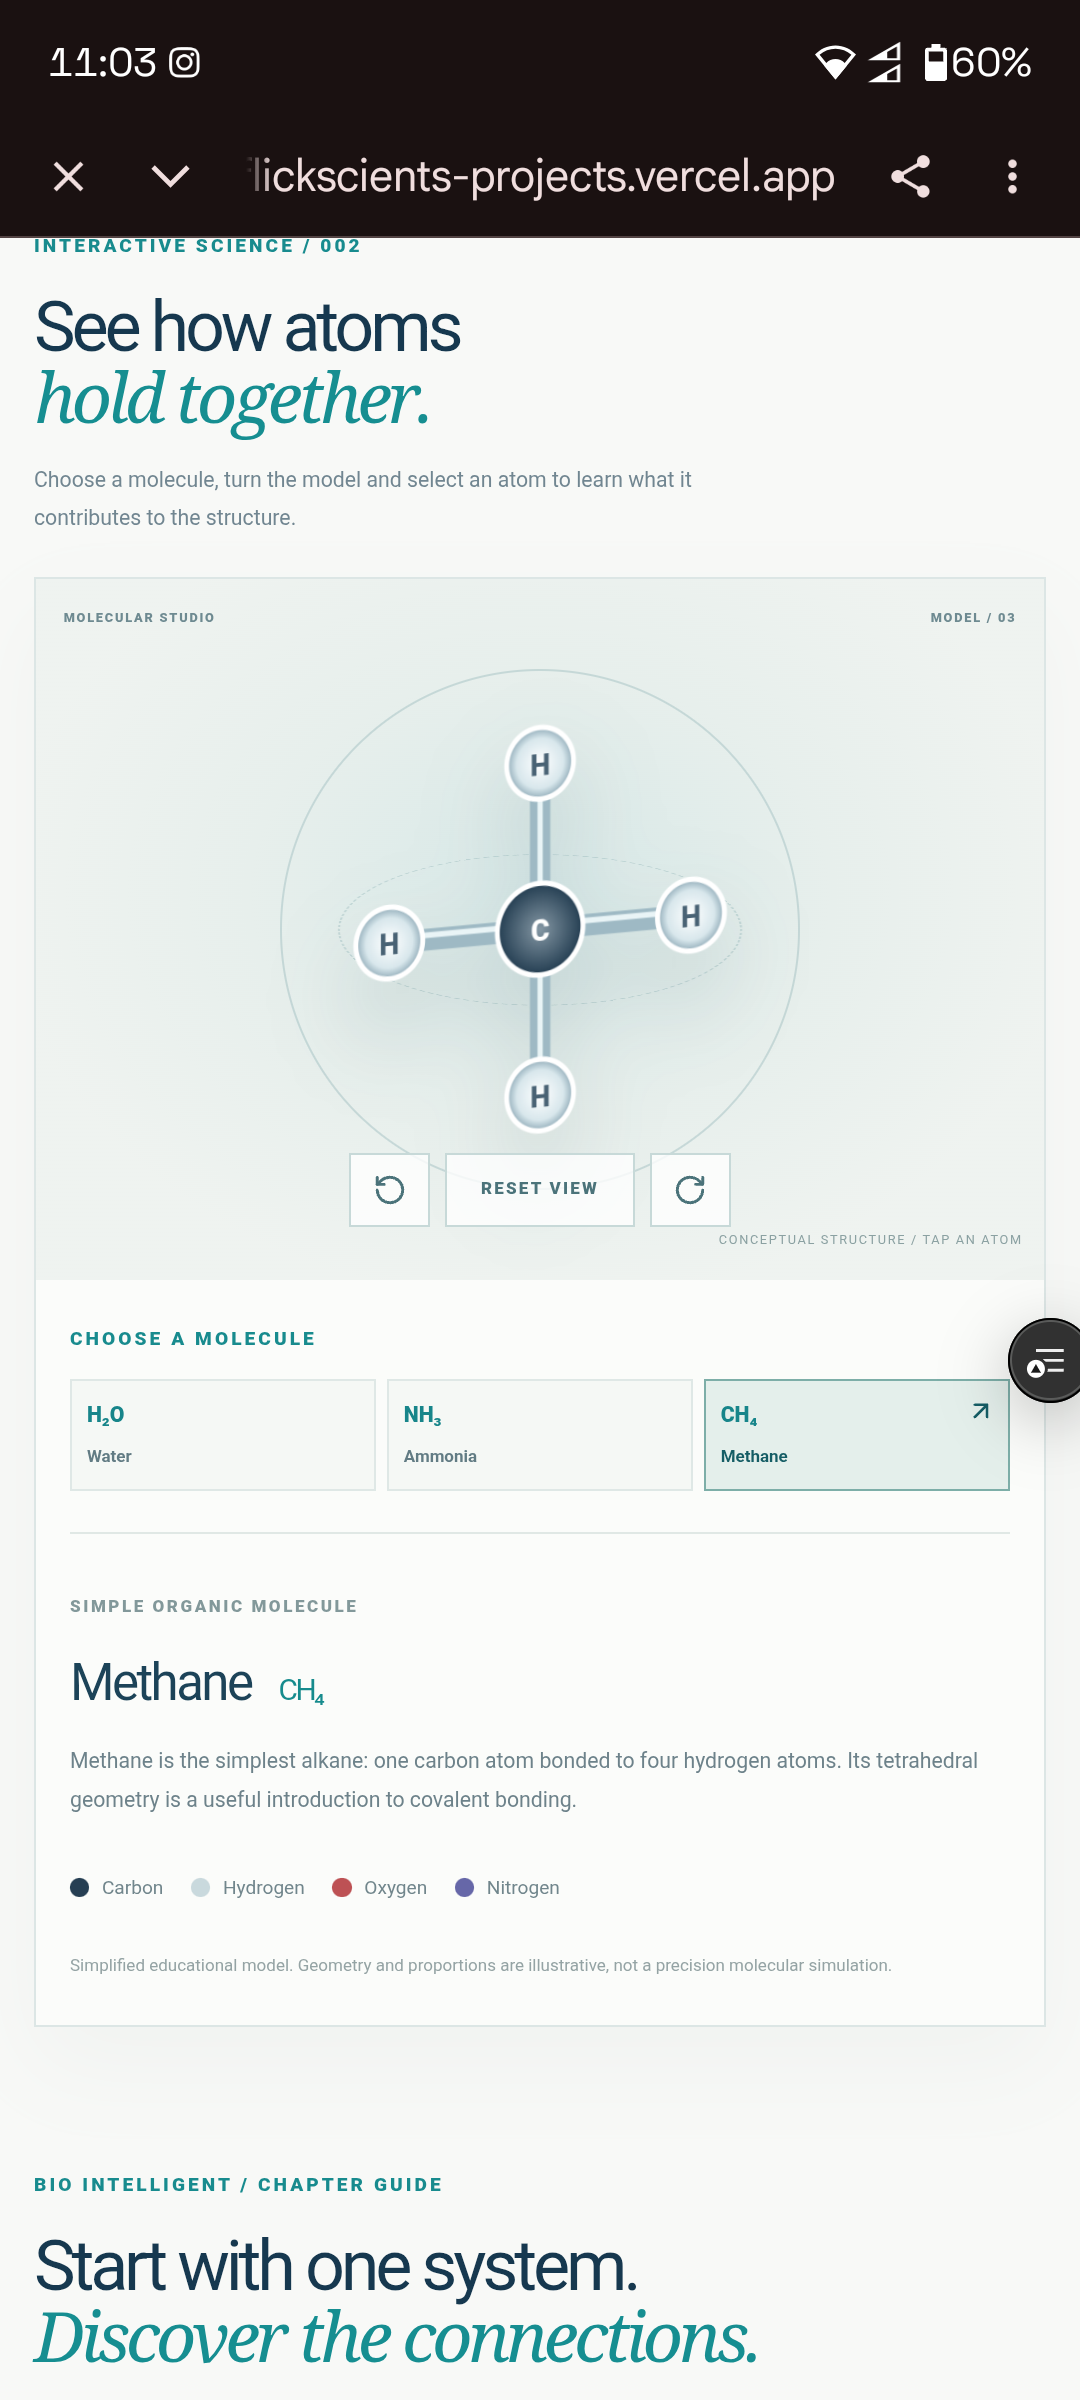 11:03 60%
lickscients-projects.vercel.app
INTERACTIVE SCIENCE / 002
See how atoms
hold together.
Choose a molecule, turn the model and select an atom to learn what it
contributes to the structure.
MOLECULAR STUDIO MODEL / 03
H
H C H
H
RESET VIEW
CONCEPTUAL STRUCTURE / TAP AN ATOM
CHOOSE A MOLECULE
H₂O NH₃ CH₄
Water Ammonia Methane
SIMPLE ORGANIC MOLECULE
Methane CH₄
Methane is the simplest alkane: one carbon atom bonded to four hydrogen atoms. Its tetrahedral
geometry is a useful introduction to covalent bonding.
Carbon Hydrogen Oxygen Nitrogen
Simplified educational model. Geometry and proportions are illustrative, not a precision molecular simulation.
BIO INTELLIGENT / CHAPTER GUIDE
Start with one system.
Discover the connections.